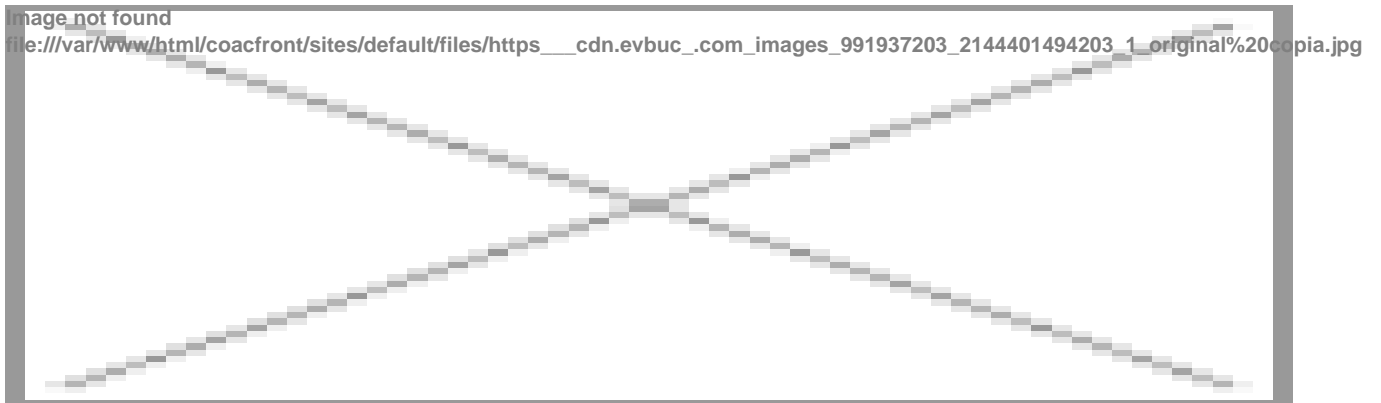 Image not found
file:///var/www/html/coacfront/sites/default/files/https___cdn.evbuc_.com_images_991937203_2144401494203_1_original%20copia.jpg